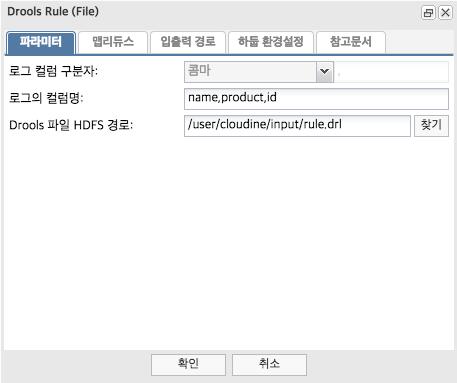 Drools Rule (File)
파라미터 맵리듀스 입출력 경로 하둡 환경설정 참고문서
로그 컬럼 구분자: 콤마 ,
로그의 컬럼명: name,product,id
Drools 파일 HDFS 경로: /user/cloudine/input/rule.drl 찾기
확인 취소